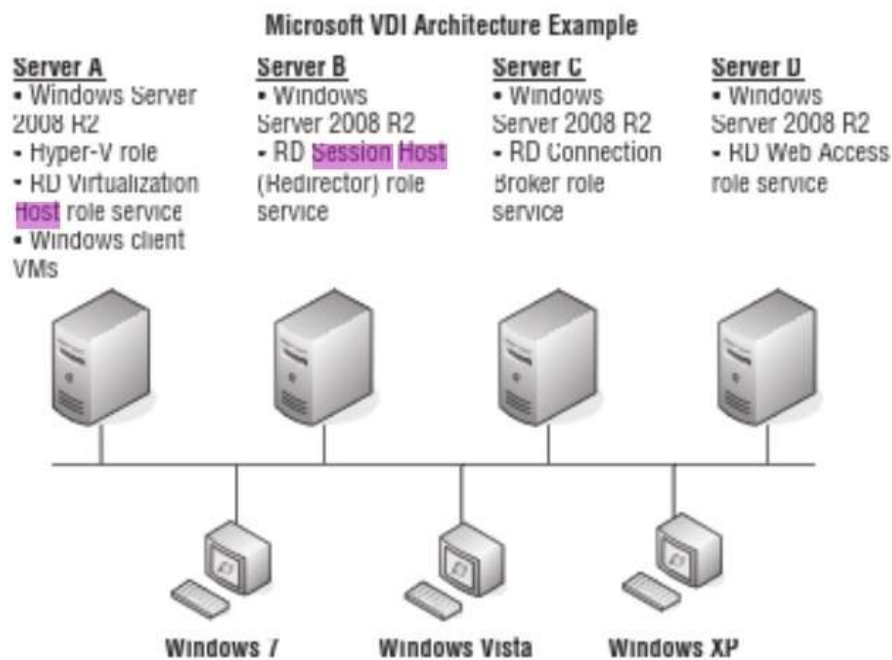 Microsoft VDI Architecture Example
Server A
▪ Windows Server
2008 R2
▪ Hyper-V role
▪ RD Virtualization
Host role service
▪ Windows client
VMs
Server B
▪ Windows
Server 2008 R2
▪ RD Session Host
(Redirector) role
service
Server C
▪ Windows
Server 2008 R2
▪ RD Connection
Broker role
service
Server D
▪ Windows
Server 2008 R2
▪ RD Web Access
role service
Windows 7
Windows Vista
Windows XP